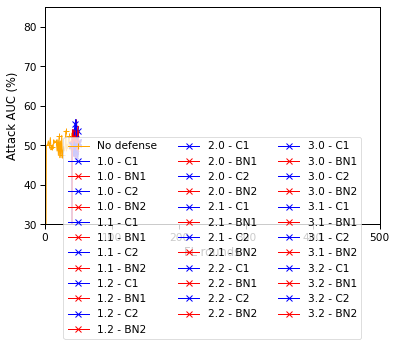 85
80
70
60
50
40
30
Attack AUC (%)
0
500
No defense
1.0 - C1
1.0 - BN1
1.0 - C2
1.0 - BN2
1.1 - C1
1.1 - BN1
1.1 - C2
1.1 - BN2
1.2 - C1
1.2 - BN1
1.2 - C2
1.2 - BN2
2.0 - C1
2.0 - BN1
2.0 - C2
2.0 - BN2
2.1 - C1
2.1 - BN1
2.1 - C2
2.1 - BN2
2.2 - C1
2.2 - BN1
2.2 - C2
2.2 - BN2
3.0 - C1
3.0 - BN1
3.0 - C2
3.0 - BN2
3.1 - C1
3.1 - BN1
3.1 - C2
3.1 - BN2
3.2 - C1
3.2 - BN1
3.2 - C2
3.2 - BN2